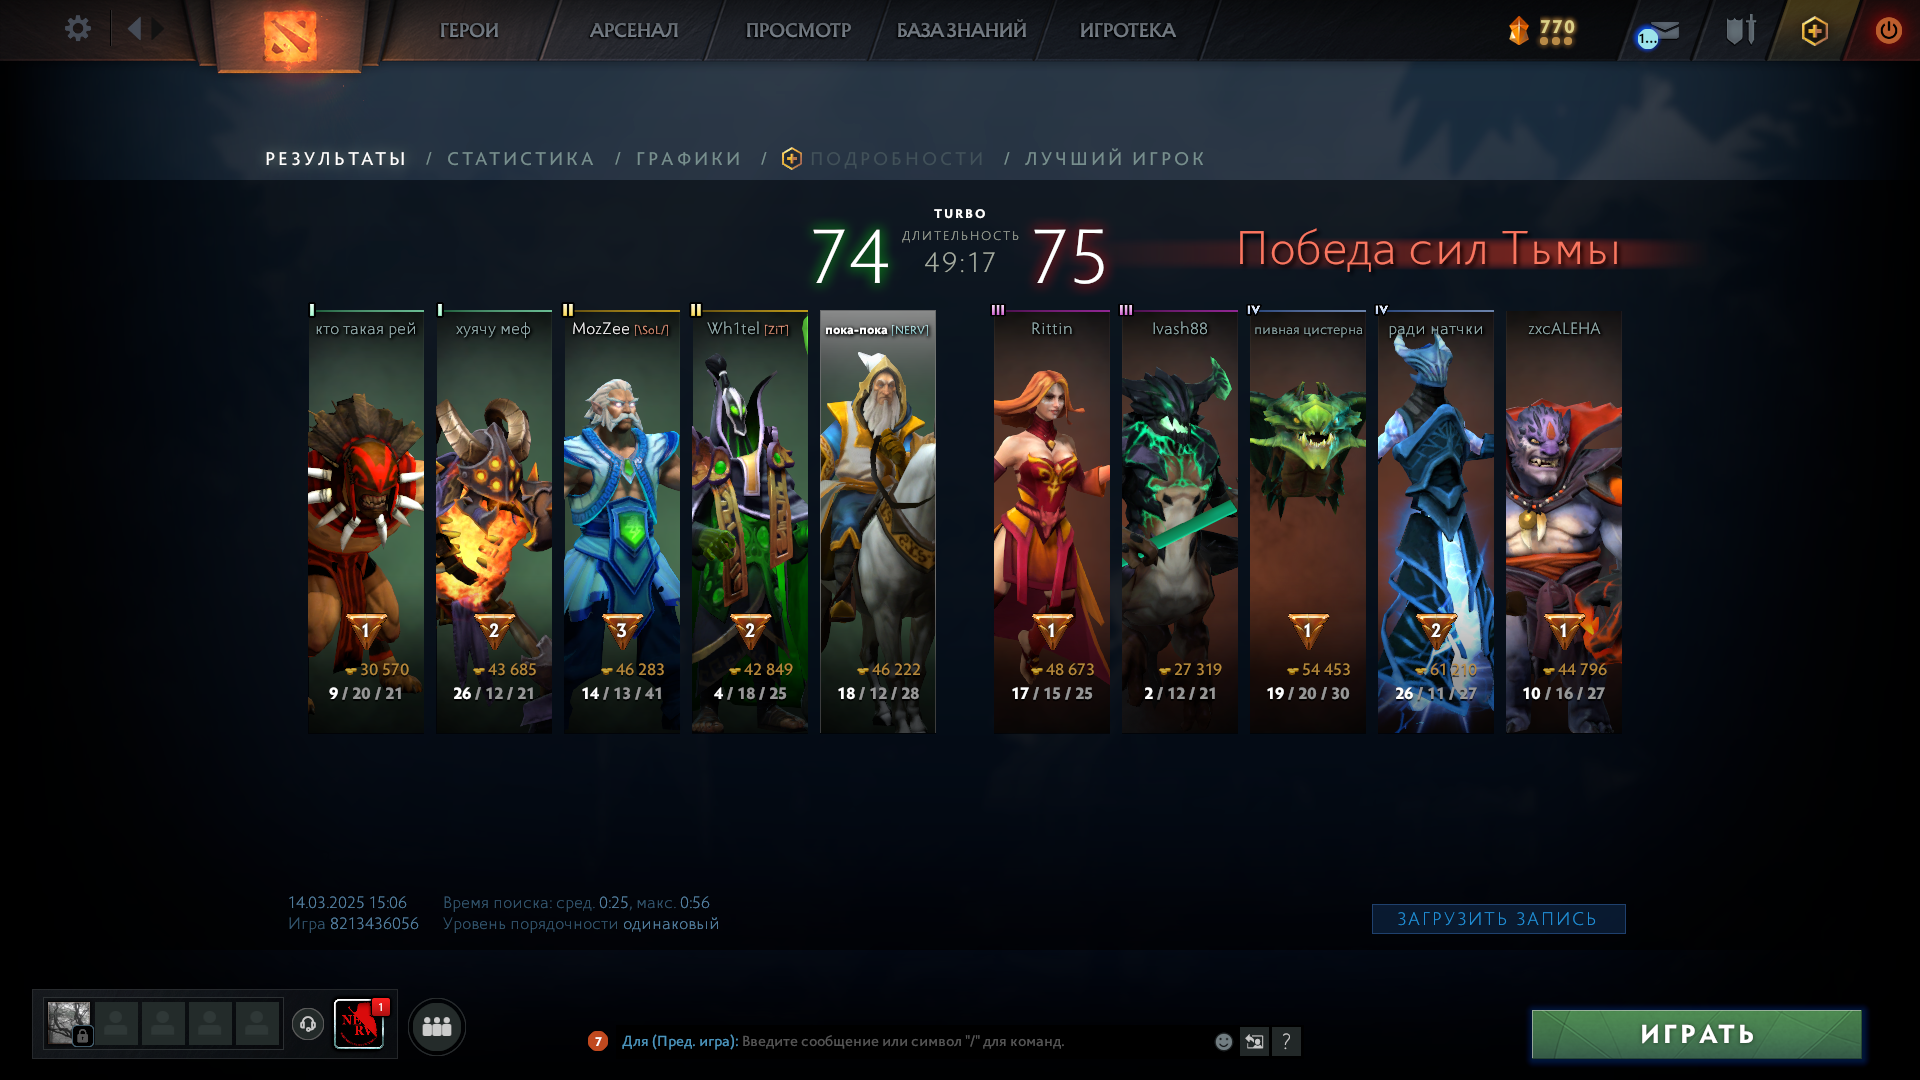 ГЕРОИ
АРСЕНАЛ
ПРОСМОТР
БАЗА ЗНАНИЙ
ИГРОТЕКА
770
1...
РЕЗУЛЬТАТЫ / СТАТИСТИКА / ГРАФИКИ / ПОДРОБНОСТИ / ЛУЧШИЙ ИГРОК
TURBO
74
ДЛИТЕЛЬНОСТЬ
49:17
75
Победа сил Тьмы
I
кто такая рей
1
30 570
9 / 20 / 21
I
хуячу меф
2
43 685
26 / 12 / 21
II
MozZee [\SoL/]
3
46 283
14 / 13 / 41
II
Wh1tel [ZiT]
2
42 849
4 / 18 / 25
пока-пока [NERV]
46 222
18 / 12 / 28
III
Rittin
1
48 673
17 / 15 / 25
III
Ivash88
27 319
2 / 12 / 21
IV
пивная цистерна
1
54 453
19 / 20 / 30
IV
ради натчки
2
61 210
26 / 11 / 27
zxcALEHA
1
44 796
10 / 16 / 27
14.03.2025 15:06
Игра 8213436056
Время поиска: сред. 0:25, макс. 0:56
Уровень порядочности одинаковый
ЗАГРУЗИТЬ ЗАПИСЬ
1
7
Для (Пред. игра): Введите сообщение или символ "/" для команд.
?
ИГРАТЬ